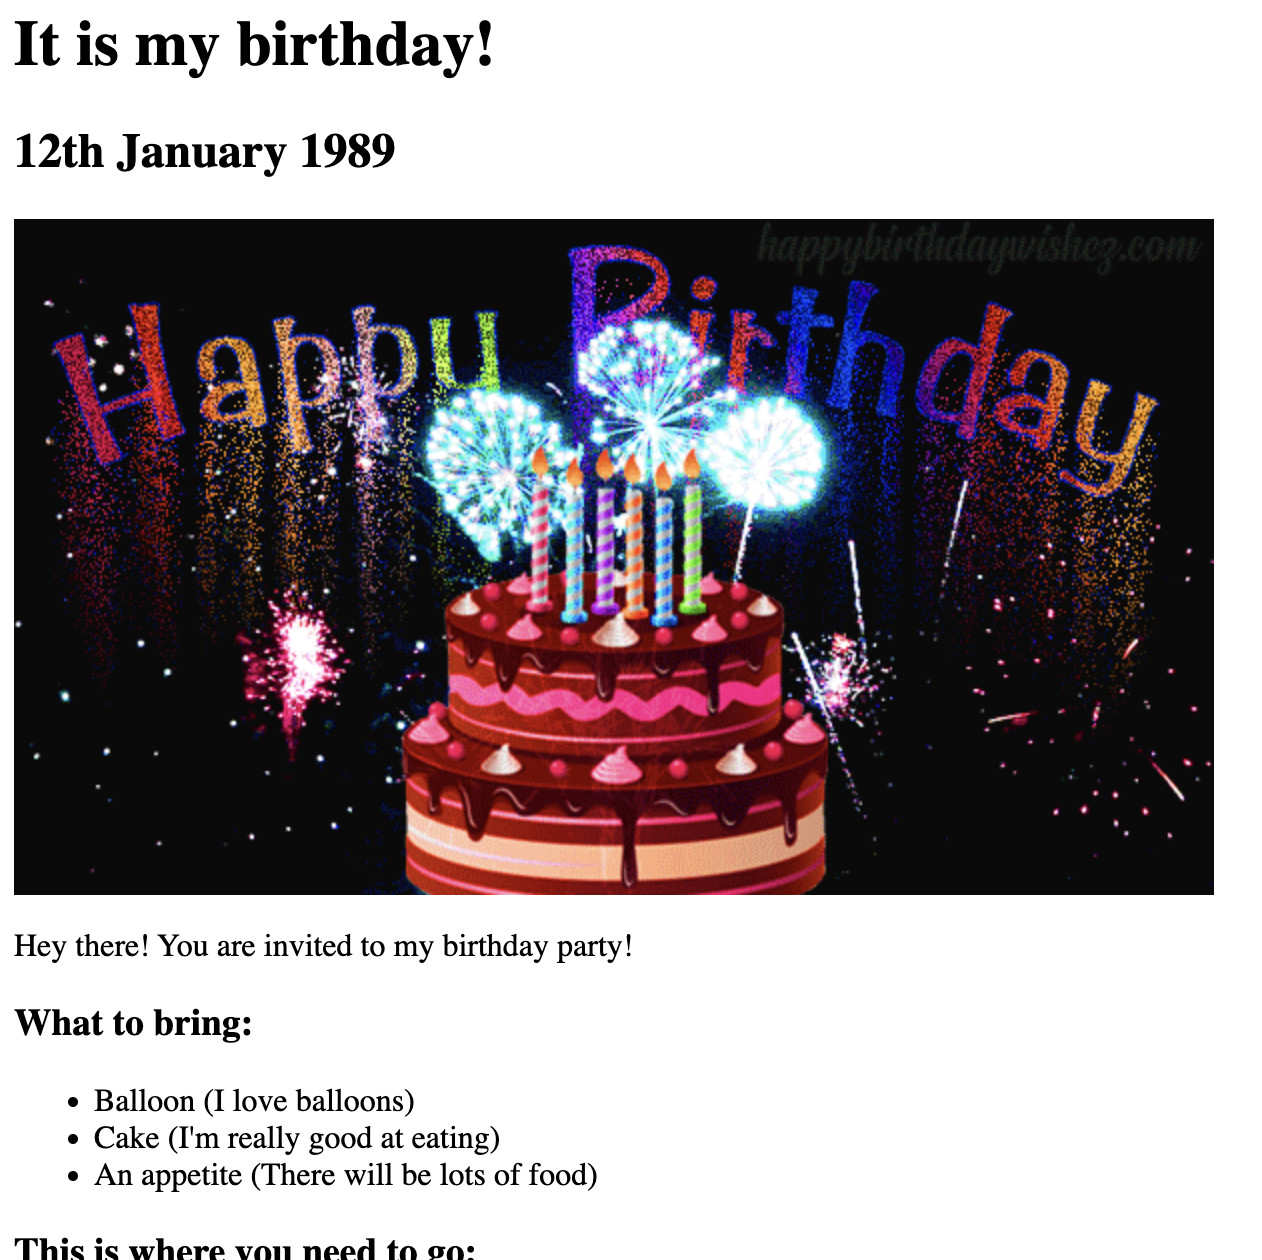 It is my birthday!
12th January 1989
happybirthdaywishez.com
Happy Birthday
Hey there! You are invited to my birthday party!
What to bring:
Balloon (I love balloons)
Cake (I'm really good at eating)
An appetite (There will be lots of food)
This is where you need to go: